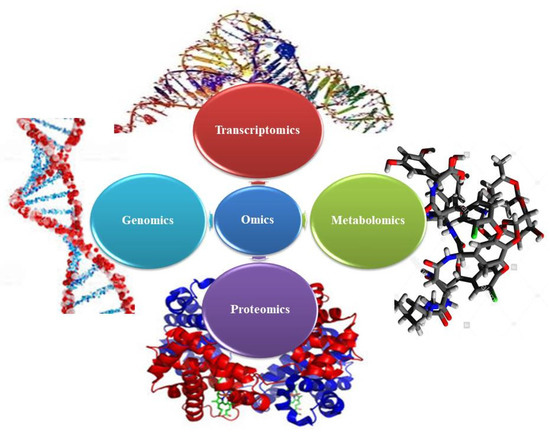 Transcriptomics
Genomics
Omics
Metabolomics
Proteomics